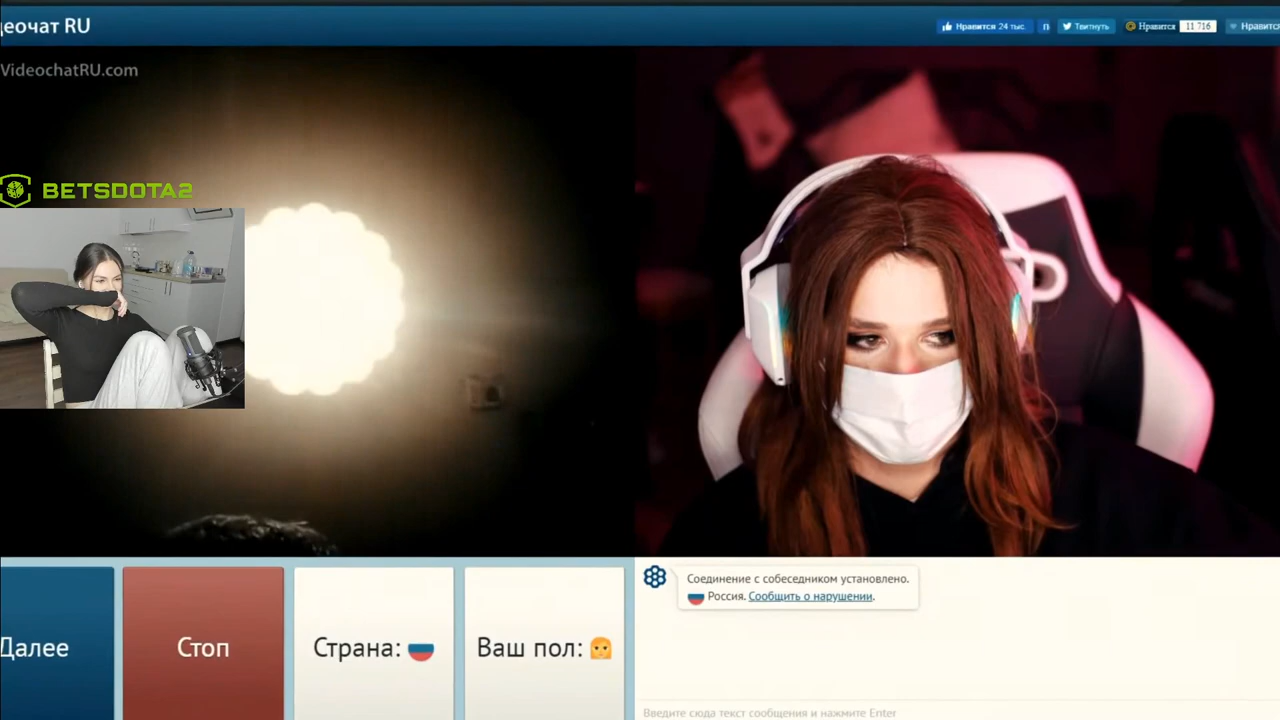 деочат RU
Нравится 24 тыс.
Твитнуть
Нравится 11 716
Нравится
VideochatRU.com
BETSDOTA2
Соединение с собеседником установлено.
Россия. Сообщить о нарушении.
Далее
Стоп
Страна:
Ваш пол:
Введите сюда текст сообщения и нажмите Enter